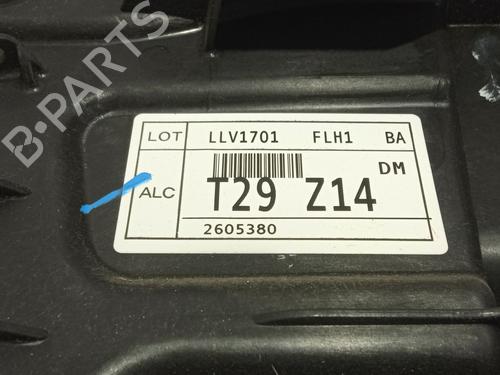 LOT LLV1701 FLH1 BA
DM
ALC T29 Z14
2605380
B-PARTS